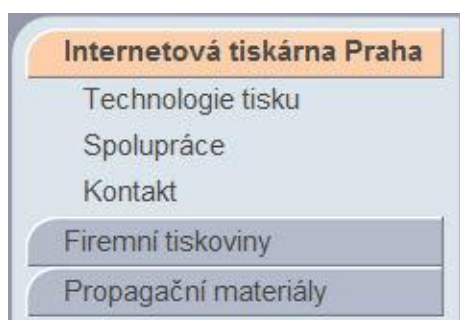 Internetová tiskárna Praha
Technologie tisku
Spolupráce
Kontakt
Firemní tiskoviny
Propagační materiály